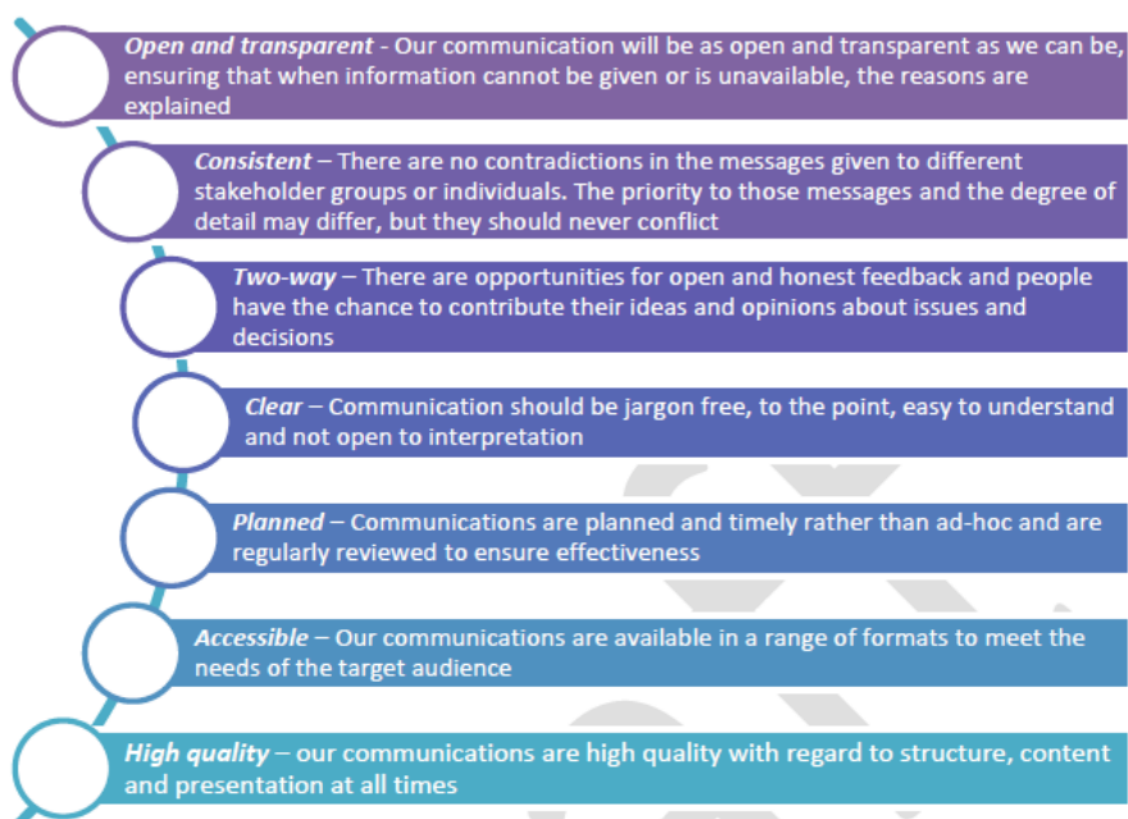 Open and transparent - Our communication will be as open and transparent as we can be,
ensuring that when information cannot be given or is unavailable, the reasons are
explained
Consistent – There are no contradictions in the messages given to different
stakeholder groups or individuals. The priority to those messages and the degree of
detail may differ, but they should never conflict
Two-way – There are opportunities for open and honest feedback and people
have the chance to contribute their ideas and opinions about issues and
decisions
Clear – Communication should be jargon free, to the point, easy to understand
and not open to interpretation
Planned – Communications are planned and timely rather than ad-hoc and are
regularly reviewed to ensure effectiveness
Accessible – Our communications are available in a range of formats to meet the
needs of the target audience
High quality – our communications are high quality with regard to structure, content
and presentation at all times